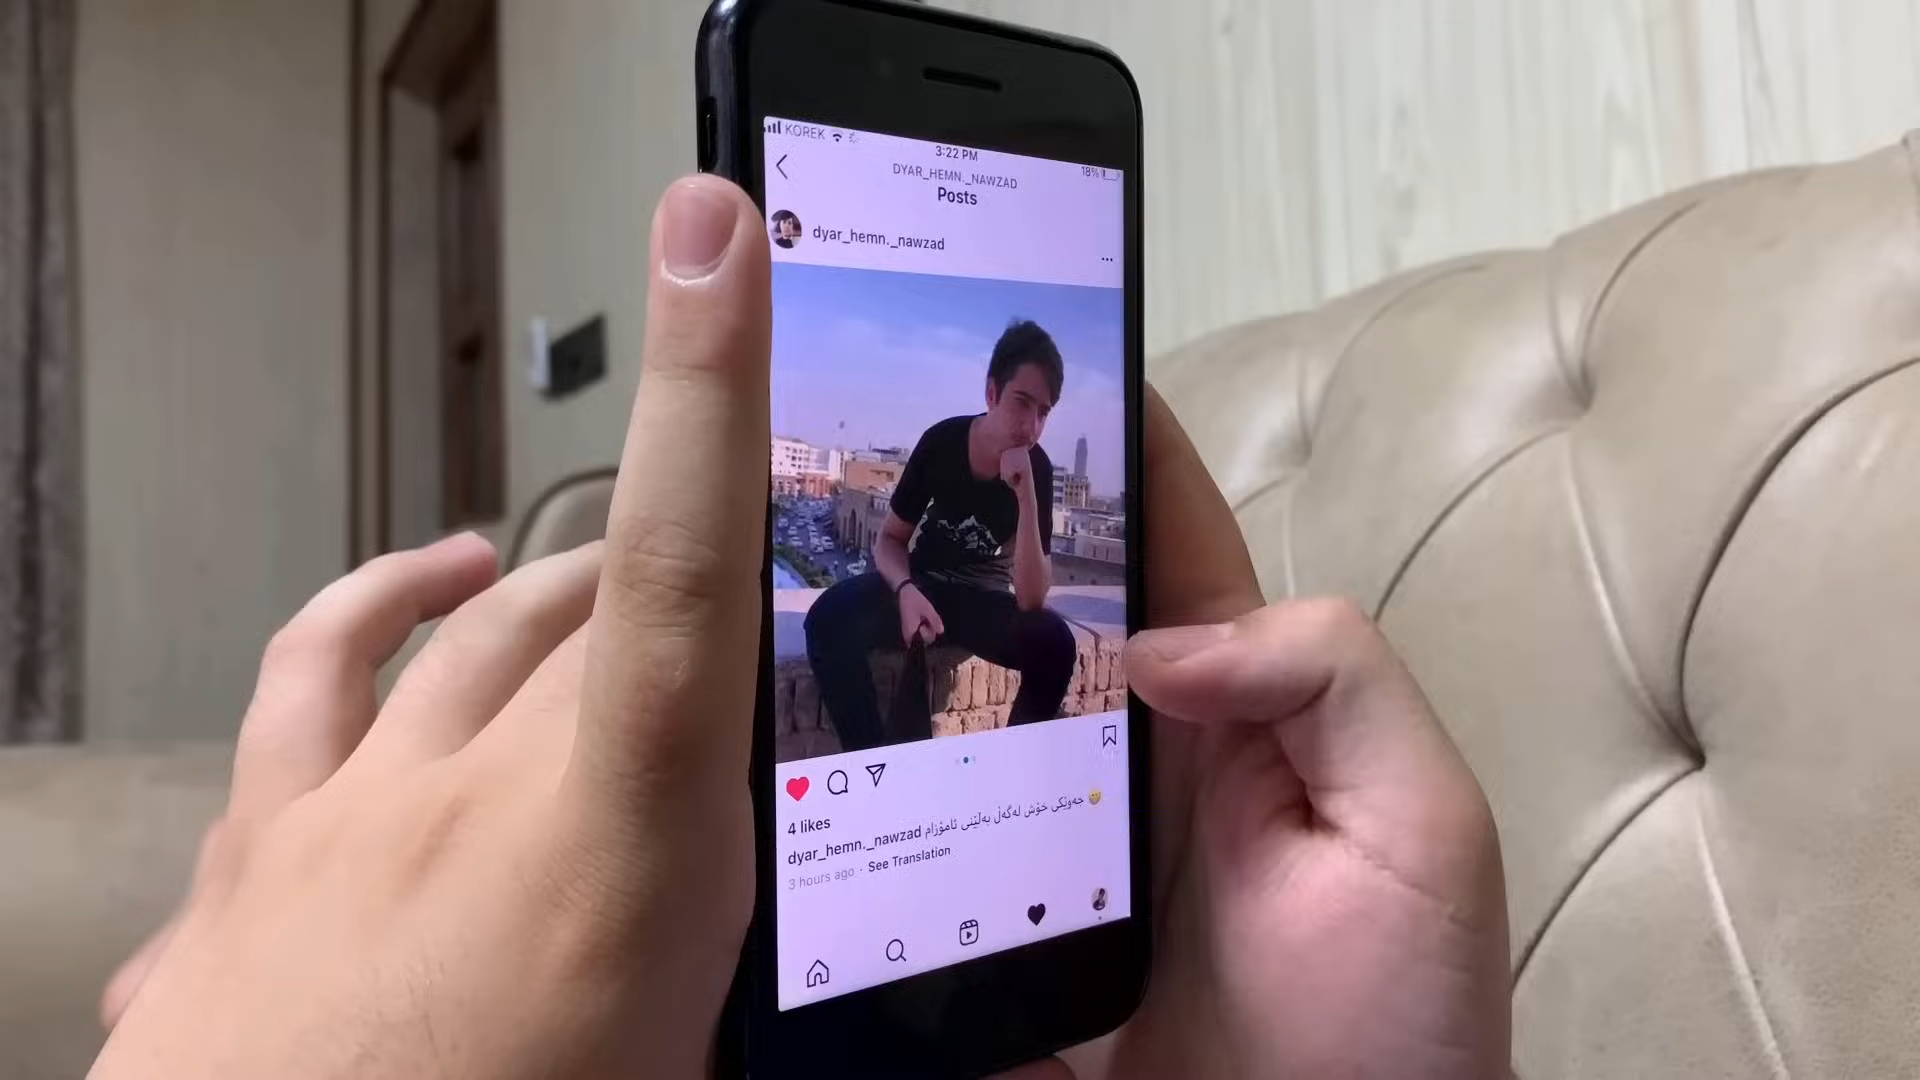 KOREK
3:22 PM
18%
DYAR_HEMN._NAWZAD
Posts
dyar_hemn._nawzad
4 likes
dyar_hemn._nawzad جەوێکی خۆش لەگەڵ بەڵێنی ئامۆزام 😅
3 hours ago · See Translation